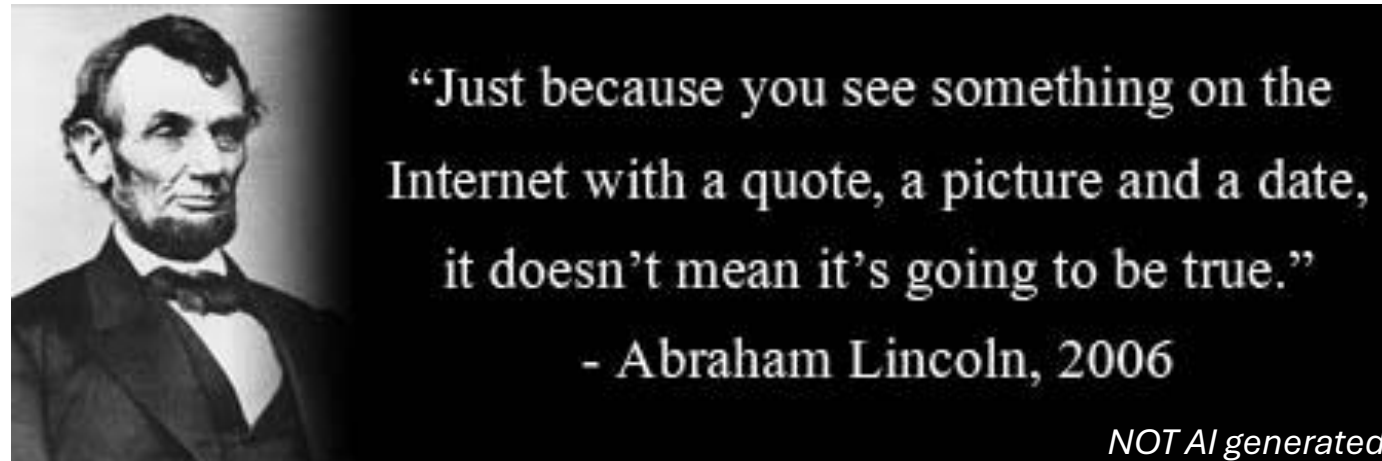 “Just because you see something on the
Internet with a quote, a picture and a date,
it doesn’t mean it’s going to be true.”
- Abraham Lincoln, 2006
NOT AI generated